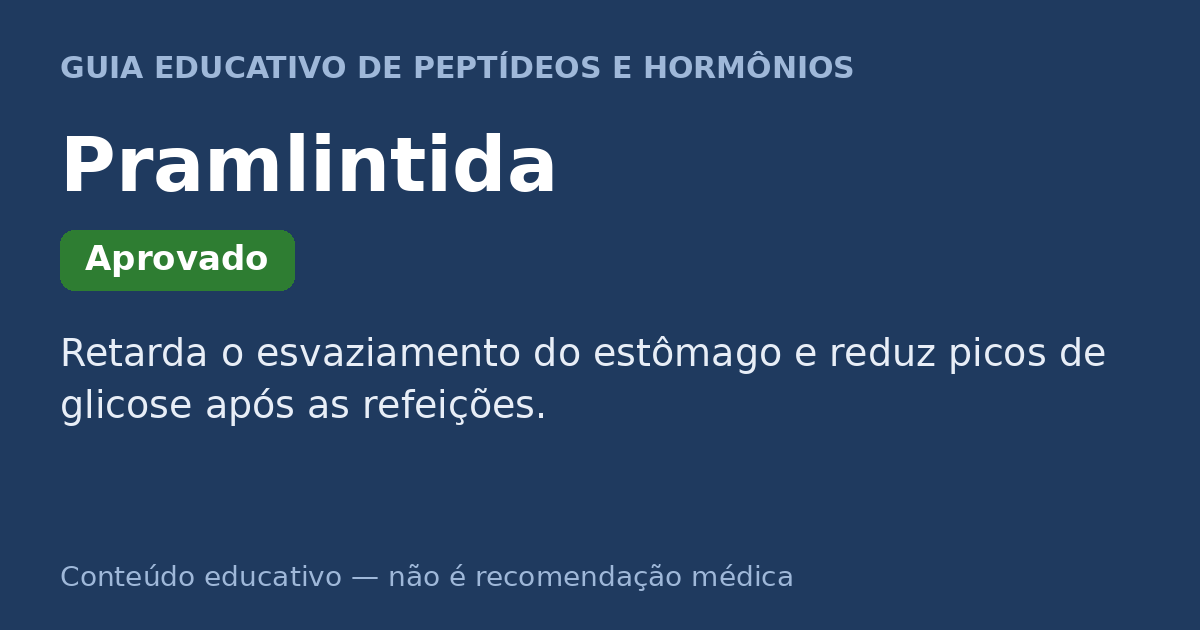 GUIA EDUCATIVO DE PEPTÍDEOS E HORMÔNIOS
Pramlintida
Aprovado
Retarda o esvaziamento do estômago e reduz picos de
glicose após as refeições.
Conteúdo educativo — não é recomendação médica